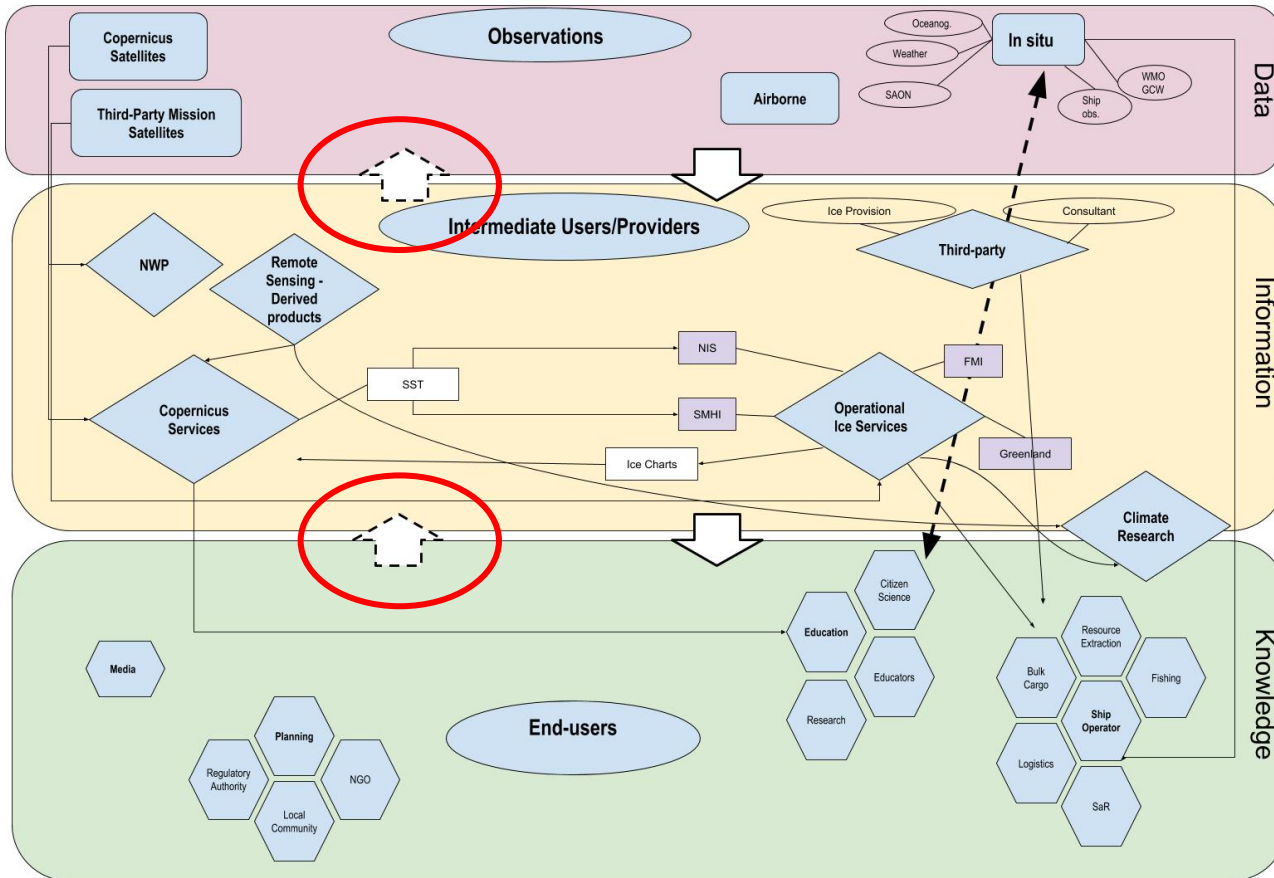 Copernicus
Satellites
Third-Party Mission
Satellites
Observations
Airborne
Oceanog.
Weather
SAON
In situ
Ship
obs.
WMO
GCW
Data
Intermediate Users/Providers
NWP
Remote
Sensing -
Derived
products
Ice Provision
Consultant
Third-party
Copernicus
Services
SST
NIS
SMHI
Ice Charts
Operational
Ice Services
FMI
Greenland
Climate
Research
Information
End-users
Media
Planning
Regulatory
Authority
NGO
Local
Community
Citizen
Science
Education
Educators
Research
Resource
Extraction
Bulk
Cargo
Fishing
Ship
Operator
Logistics
SaR
Knowledge